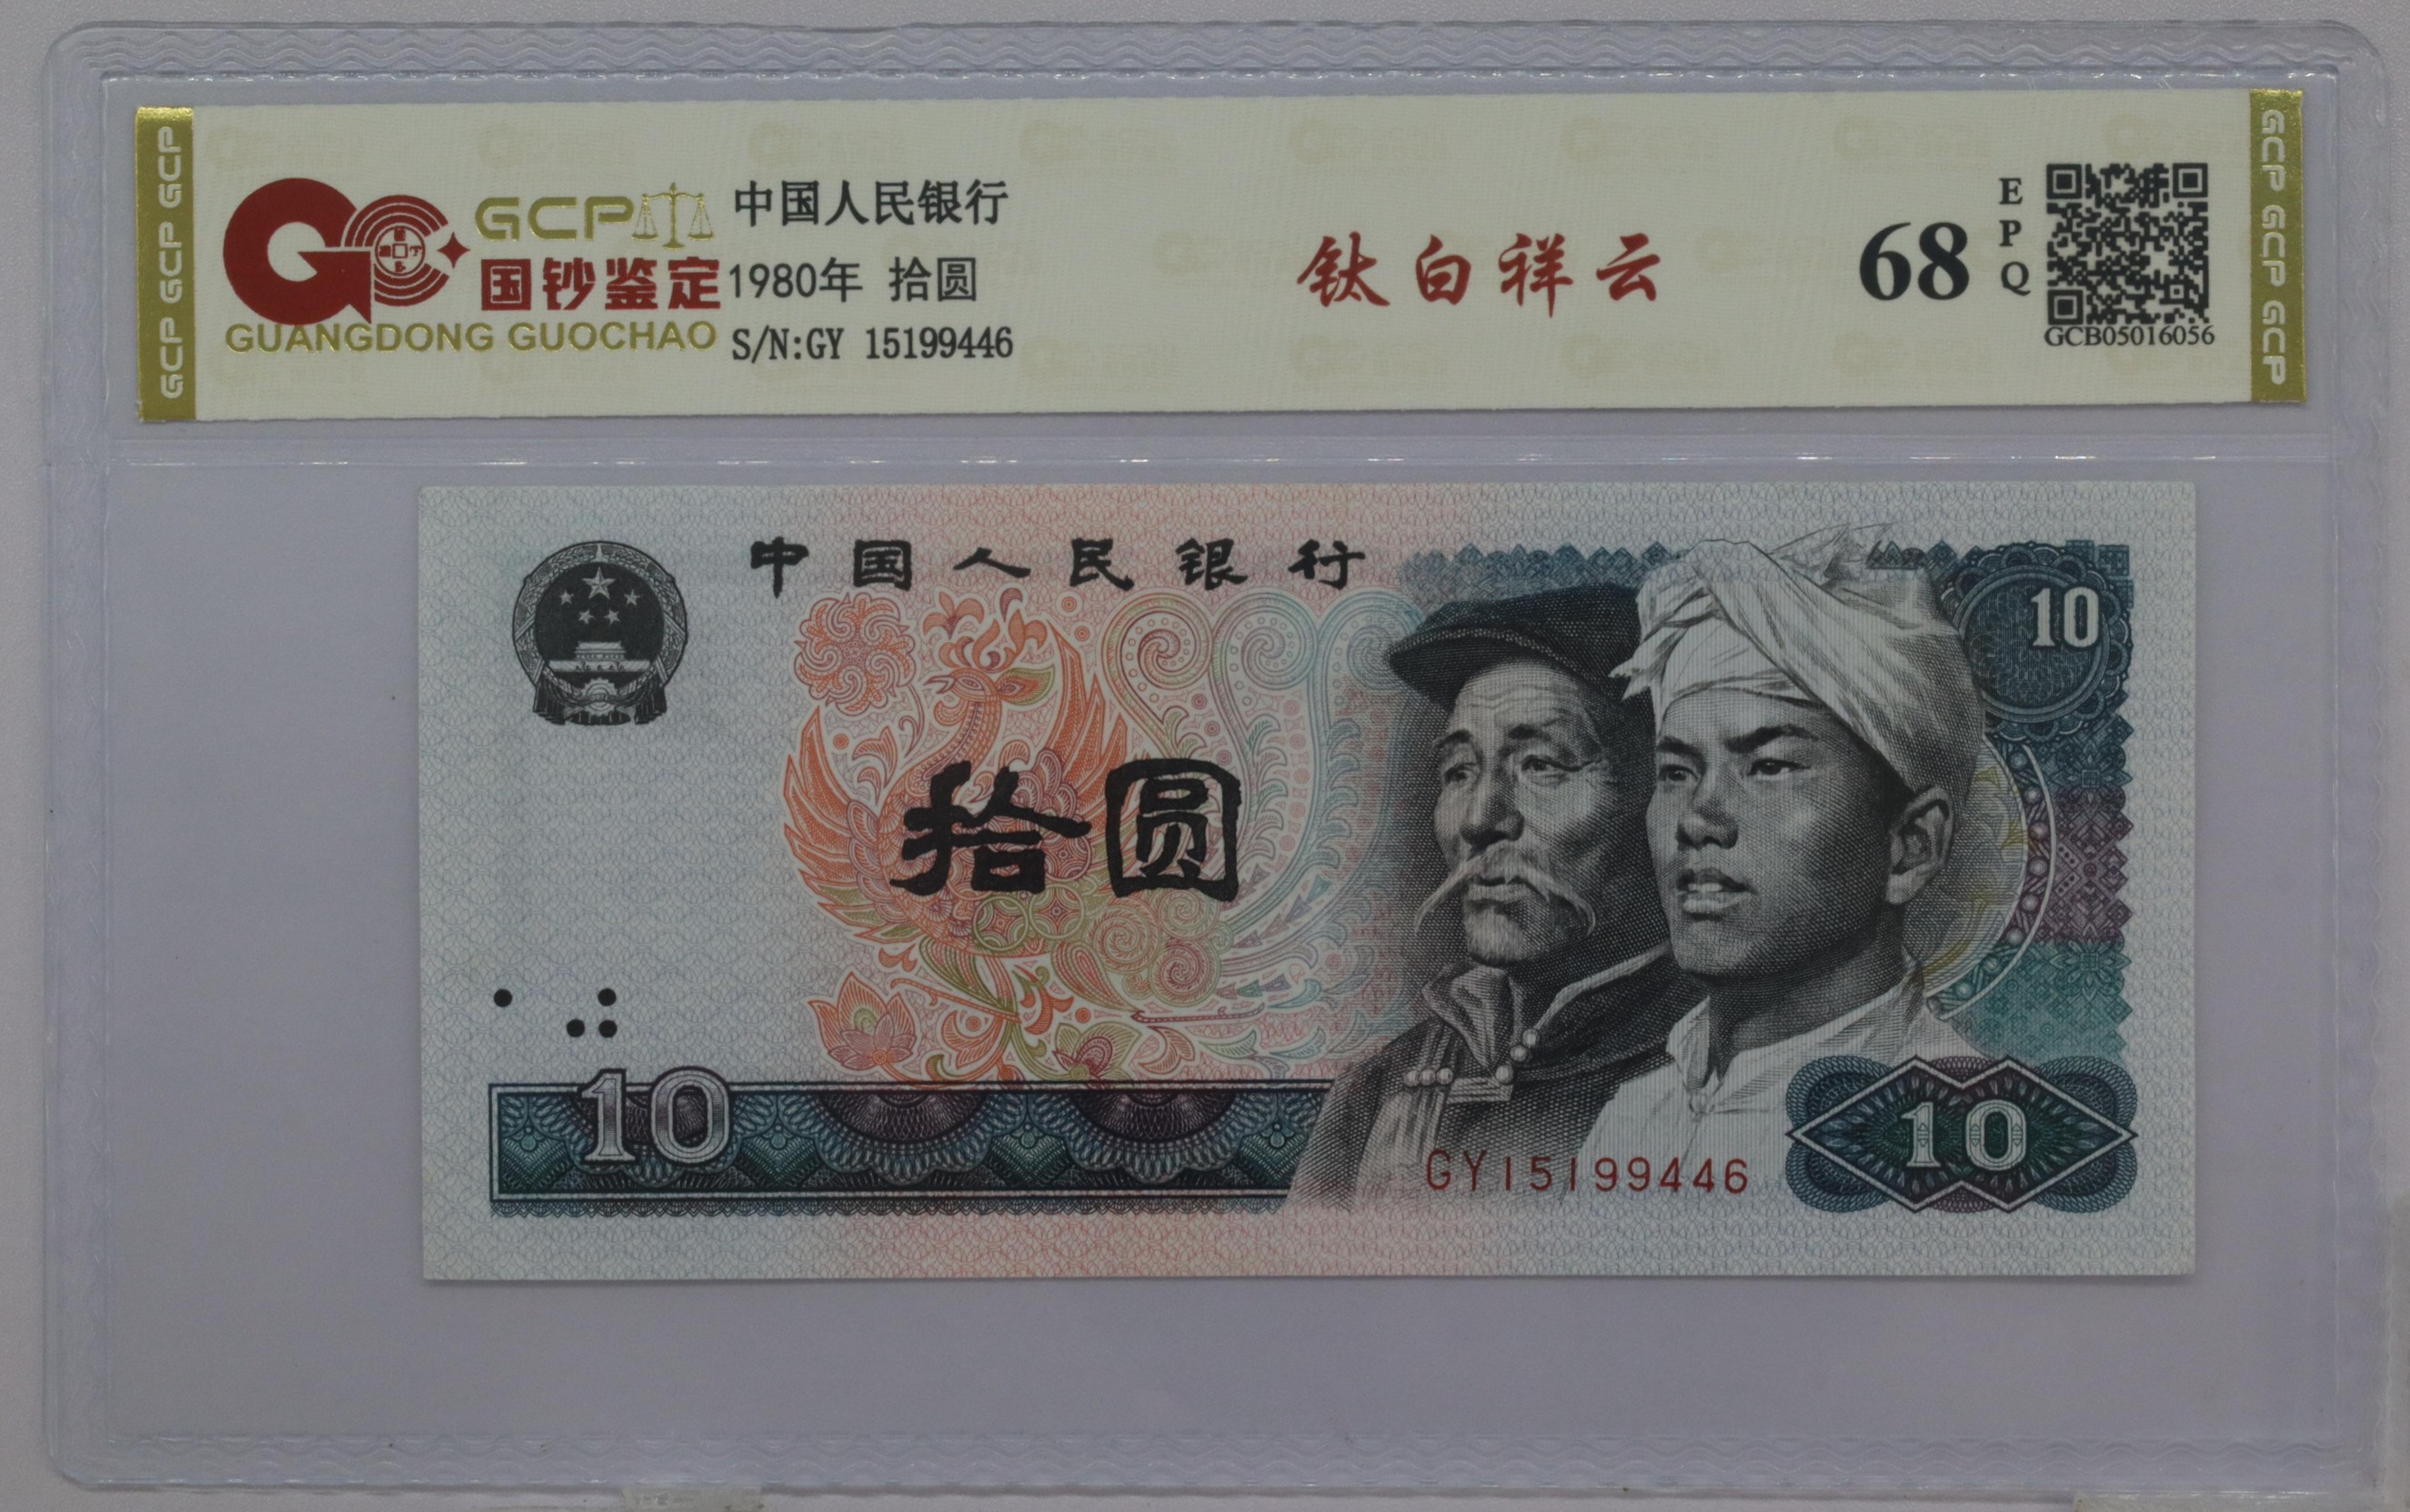 GCP GCP GCP
GCP
国钞鉴定
GUANGDONG GUOCHAO
中国人民银行
1980年 拾圆
S/N:GY 15199446
钛白祥云
68
EPQ
GCB05016056
GCP GCP GCP
中国人民银行
10
拾圆
10
GY15199446
10